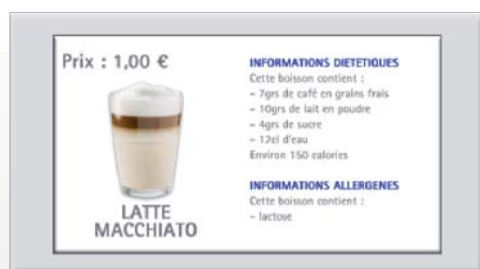 Prix : 1,00 €
LATTE
MACCHIATO
INFORMATIONS DIETETIQUES
Cette boisson contient :
– 7grs de café en grains frais
– 10grs de lait en poudre
– 4grs de sucre
– 12cl d'eau
Environ 150 calories
INFORMATIONS ALLERGENES
Cette boisson contient :
– lactose